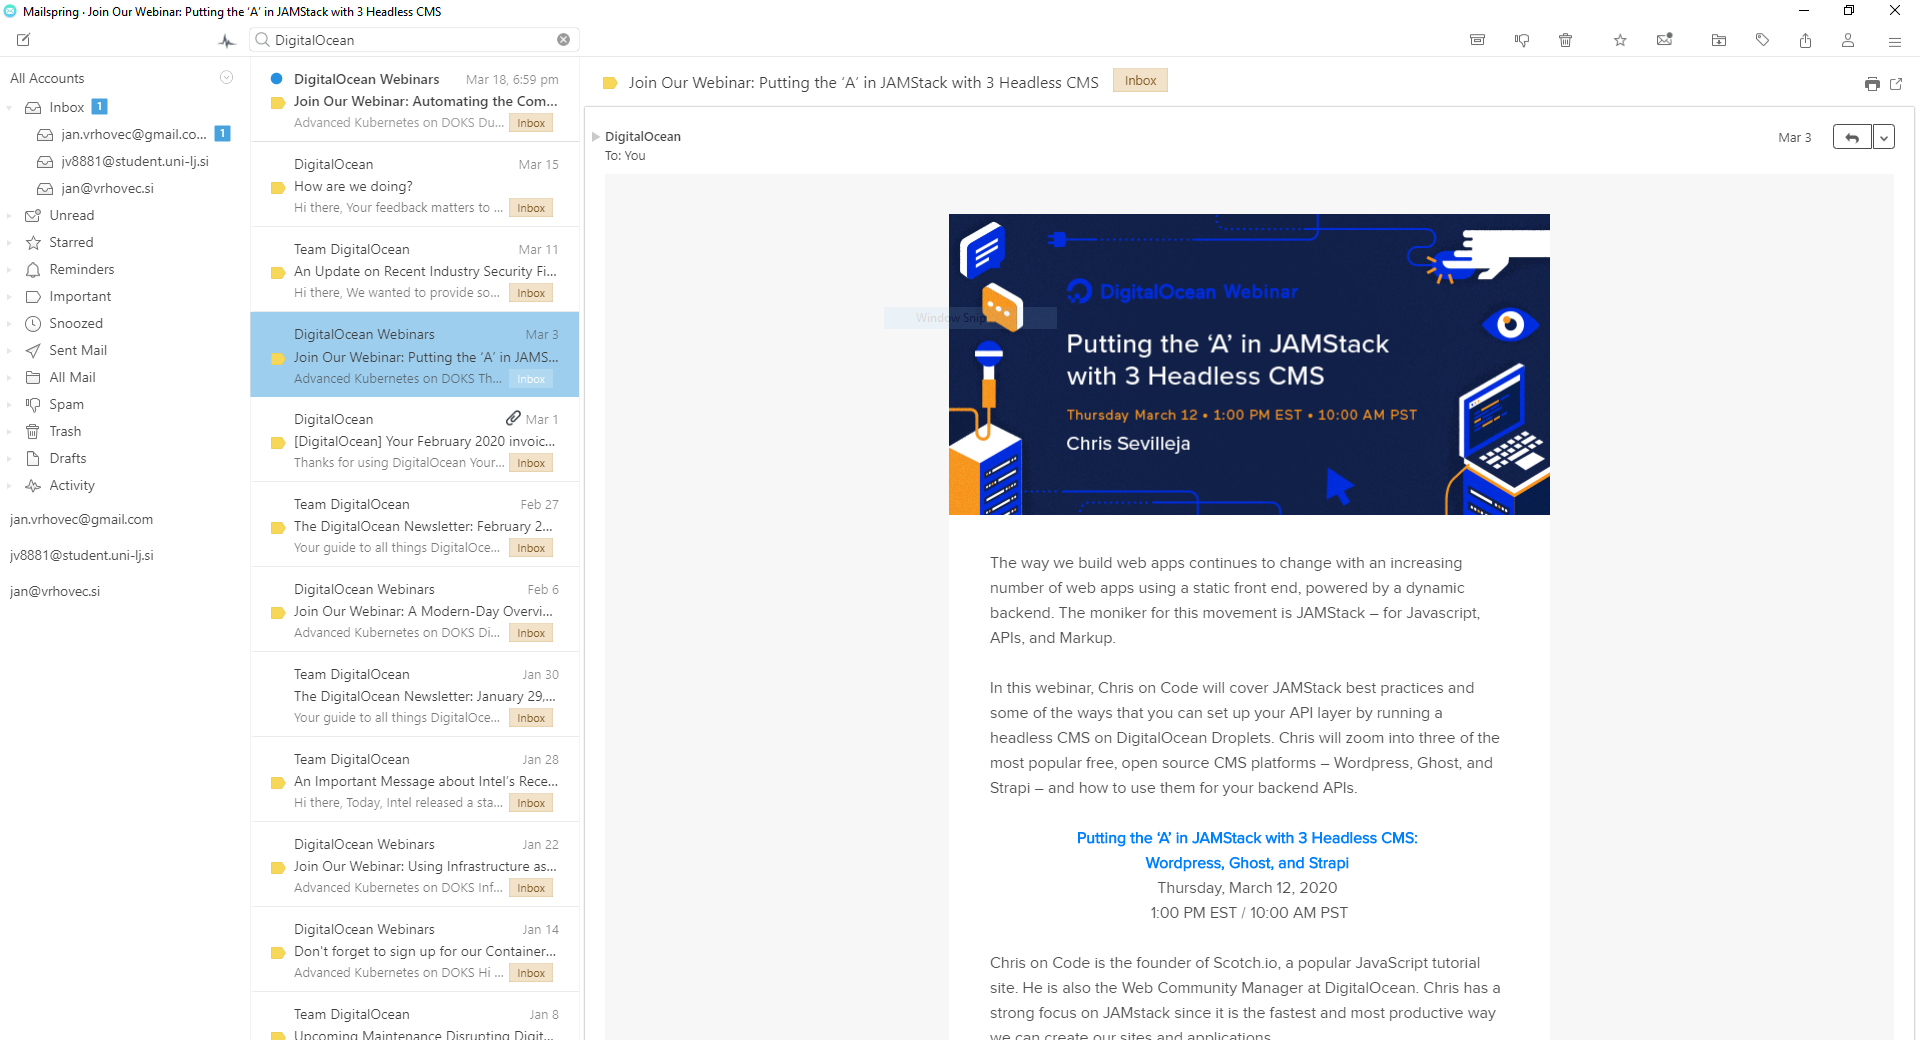 Mailspring · Join Our Webinar: Putting the ‘A’ in JAMStack with 3 Headless CMS
DigitalOcean
All Accounts
Inbox 1
jan.vrhovec@gmail.co... 1
jv8881@student.uni-lj.si
jan@vrhovec.si
Unread
Starred
Reminders
Important
Snoozed
Sent Mail
All Mail
Spam
Trash
Drafts
Activity
jan.vrhovec@gmail.com
jv8881@student.uni-lj.si
jan@vrhovec.si
DigitalOcean Webinars Mar 18, 6:59 pm
Join Our Webinar: Automating the Com...
Advanced Kubernetes on DOKS Du... Inbox
DigitalOcean Mar 15
How are we doing?
Hi there, Your feedback matters to ... Inbox
Team DigitalOcean Mar 11
An Update on Recent Industry Security Fi...
Hi there, We wanted to provide so... Inbox
DigitalOcean Webinars Mar 3
Join Our Webinar: Putting the ‘A’ in JAMS...
Advanced Kubernetes on DOKS Th... Inbox
DigitalOcean Mar 1
[DigitalOcean] Your February 2020 invoic...
Thanks for using DigitalOcean Your... Inbox
Team DigitalOcean Feb 27
The DigitalOcean Newsletter: February 2...
Your guide to all things DigitalOce... Inbox
DigitalOcean Webinars Feb 6
Join Our Webinar: A Modern-Day Overvi...
Advanced Kubernetes on DOKS Di... Inbox
Team DigitalOcean Jan 30
The DigitalOcean Newsletter: January 29,...
Your guide to all things DigitalOce... Inbox
Team DigitalOcean Jan 28
An Important Message about Intel’s Rece...
Hi there, Today, Intel released a sta... Inbox
DigitalOcean Webinars Jan 22
Join Our Webinar: Using Infrastructure as...
Advanced Kubernetes on DOKS Inf... Inbox
DigitalOcean Webinars Jan 14
Don’t forget to sign up for our Container...
Advanced Kubernetes on DOKS Hi ... Inbox
Team DigitalOcean Jan 8
Upcoming Maintenance Disrupting Digit...
Join Our Webinar: Putting the ‘A’ in JAMStack with 3 Headless CMS Inbox
DigitalOcean Mar 3
To: You
DigitalOcean Webinar
Window Snip
Putting the ‘A’ in JAMStack
with 3 Headless CMS
Thursday March 12 • 1:00 PM EST • 10:00 AM PST
Chris Sevilleja
The way we build web apps continues to change with an increasing
number of web apps using a static front end, powered by a dynamic
backend. The moniker for this movement is JAMStack – for Javascript,
APIs, and Markup.
In this webinar, Chris on Code will cover JAMStack best practices and
some of the ways that you can set up your API layer by running a
headless CMS on DigitalOcean Droplets. Chris will zoom into three of the
most popular free, open source CMS platforms – Wordpress, Ghost, and
Strapi – and how to use them for your backend APIs.
Putting the ‘A’ in JAMStack with 3 Headless CMS:
Wordpress, Ghost, and Strapi
Thursday, March 12, 2020
1:00 PM EST / 10:00 AM PST
Chris on Code is the founder of Scotch.io, a popular JavaScript tutorial
site. He is also the Web Community Manager at DigitalOcean. Chris has a
strong focus on JAMstack since it is the fastest and most productive way
we can create our sites and applications.